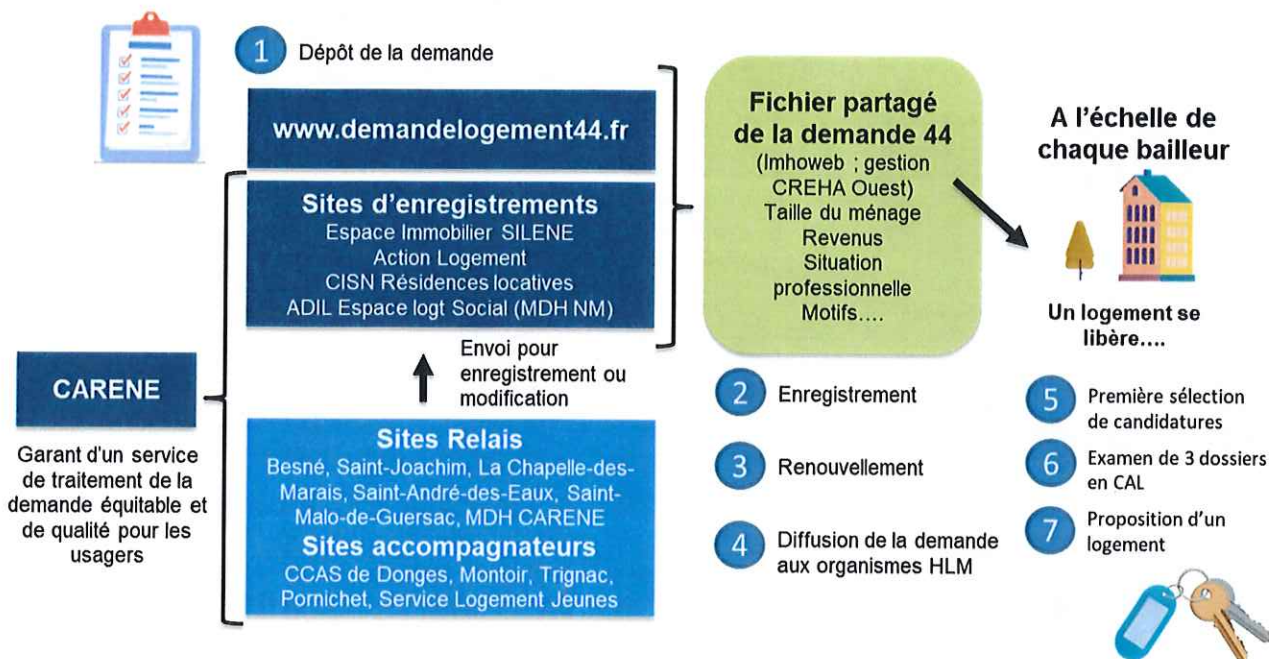 1 Dépôt de la demande
www.demandelogement44.fr
Sites d'enregistrements
Espace Immobilier SILENE
Action Logement
CISN Résidences locatives
ADIL Espace logt Social (MDH NM)
Envoi pour
enregistrement ou
modification
CARENE
Garant d'un service
de traitement de la
demande équitable et
de qualité pour les
usagers
Sites Relais
Besné, Saint-Joachim, La Chapelle-des-
Marais, Saint-André-des-Eaux, Saint-
Malo-de-Guersac, MDH CARENE
Sites accompagnateurs
CCAS de Donges, Montoir, Trignac,
Pornichet, Service Logement Jeunes
Fichier partagé
de la demande 44
(Imhoweb ; gestion
CREHA Ouest)
Taille du ménage
Revenus
Situation
professionnelle
Motifs....
2 Enregistrement
3 Renouvellement
4 Diffusion de la demande
aux organismes HLM
A l'échelle de
chaque bailleur
Un logement se
libère....
5 Première sélection
de candidatures
6 Examen de 3 dossiers
en CAL
7 Proposition d'un
logement